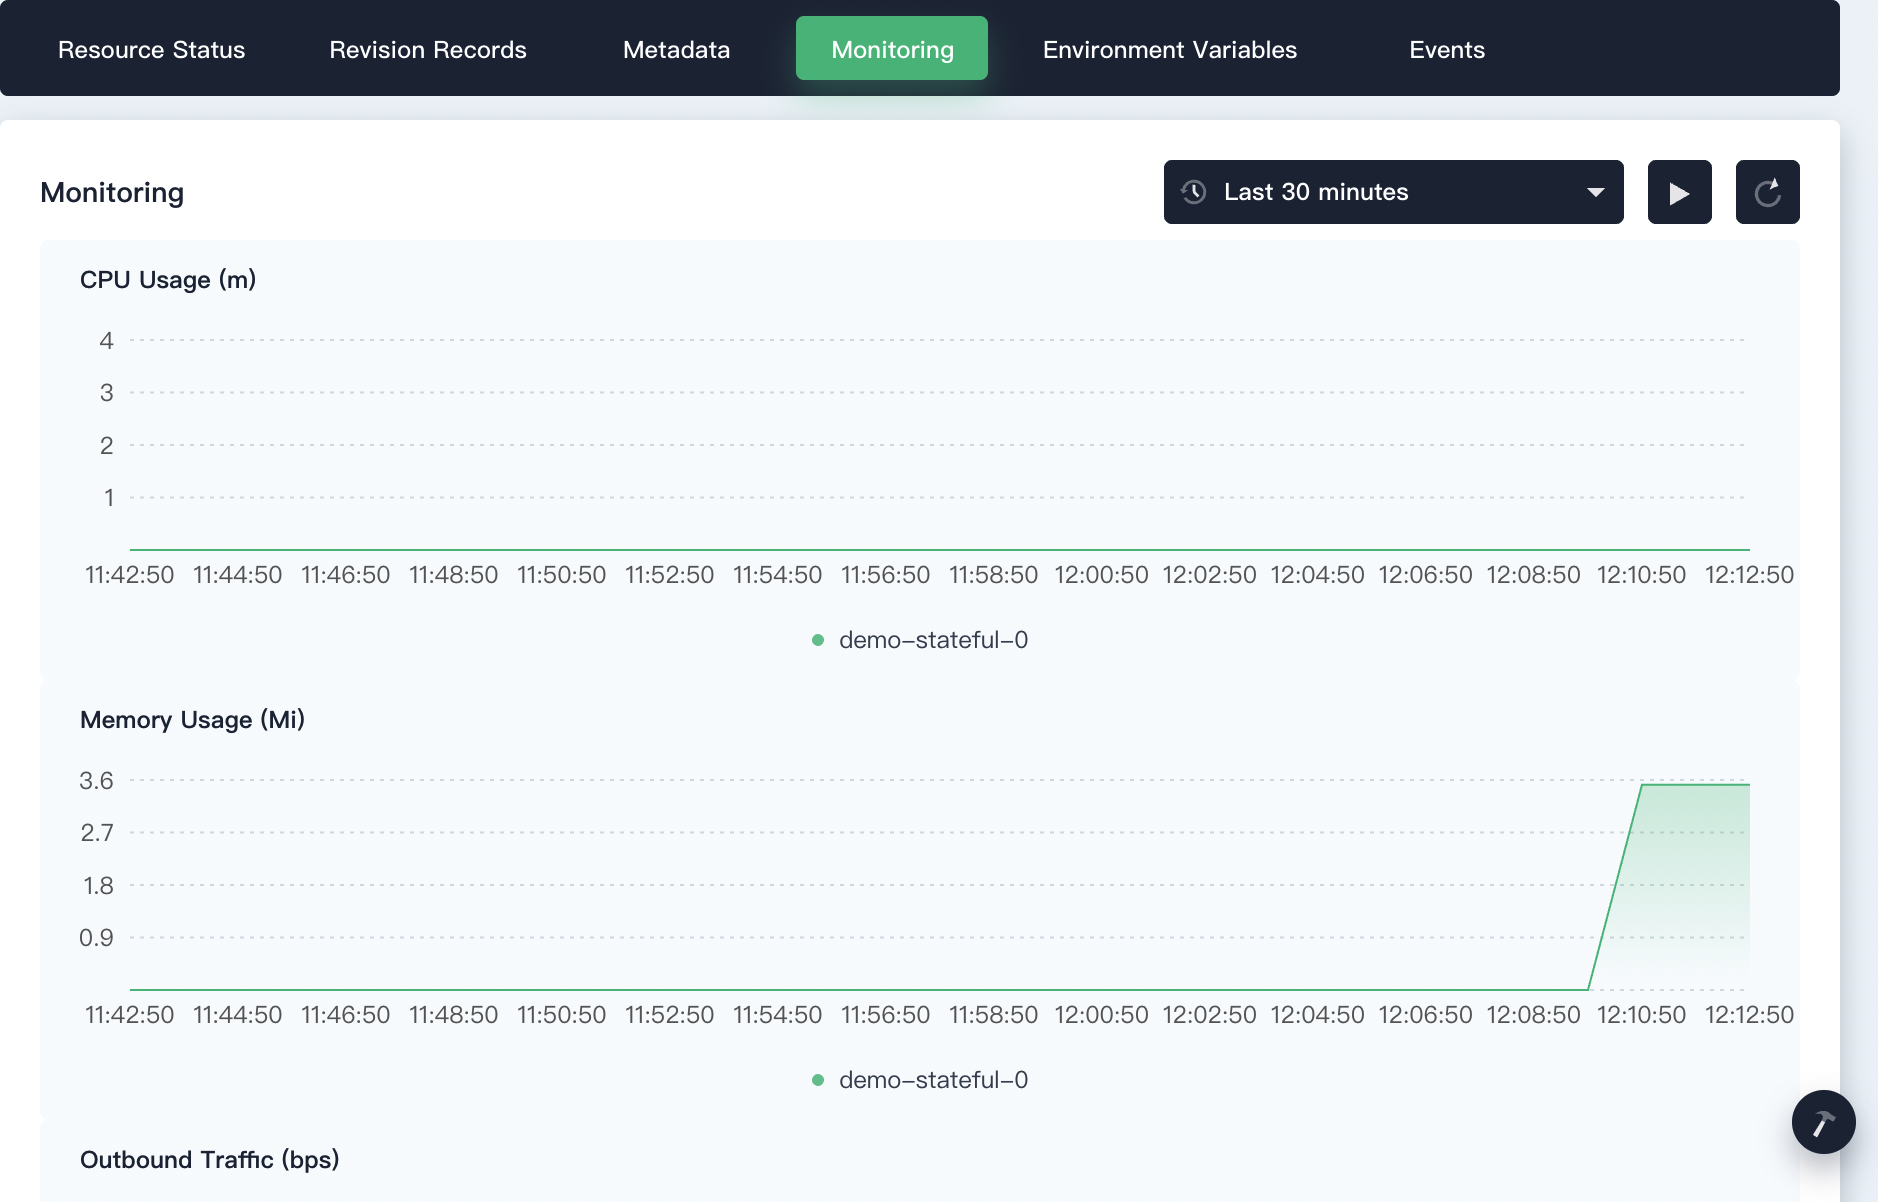 Resource Status Revision Records Metadata Monitoring Environment Variables Events
Monitoring Last 30 minutes
CPU Usage (m)
4
3
2
1
11:42:50 11:44:50 11:46:50 11:48:50 11:50:50 11:52:50 11:54:50 11:56:50 11:58:50 12:00:50 12:02:50 12:04:50 12:06:50 12:08:50 12:10:50 12:12:50
demo-stateful-0
Memory Usage (Mi)
3.6
2.7
1.8
0.9
11:42:50 11:44:50 11:46:50 11:48:50 11:50:50 11:52:50 11:54:50 11:56:50 11:58:50 12:00:50 12:02:50 12:04:50 12:06:50 12:08:50 12:10:50 12:12:50
demo-stateful-0
Outbound Traffic (bps)